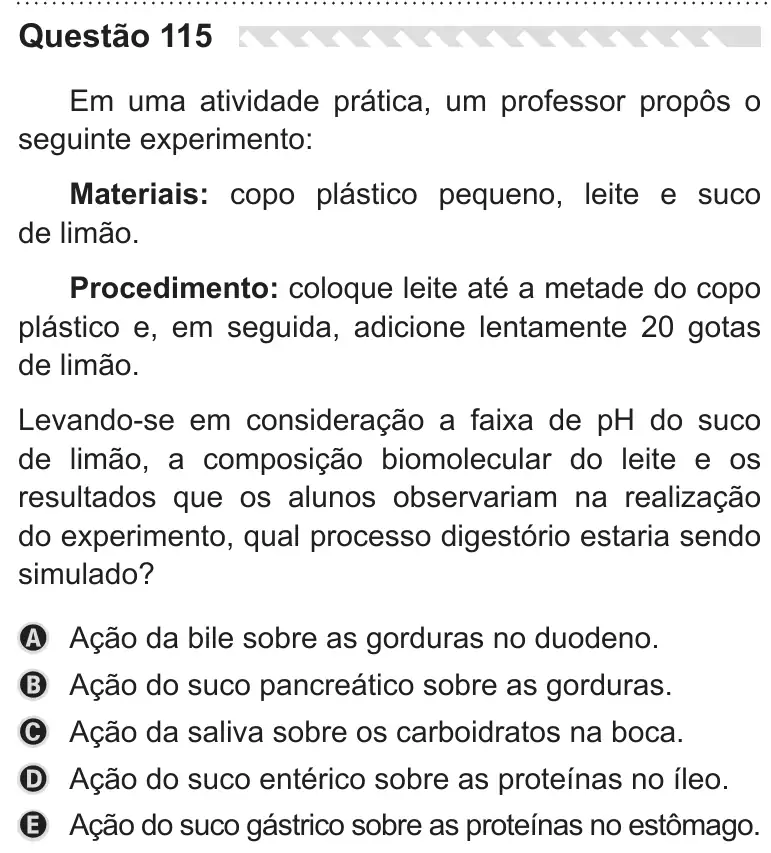 Questão 115
Em uma atividade prática, um professor propôs o
seguinte experimento:
Materiais: copo plástico pequeno, leite e suco
de limão.
Procedimento: coloque leite até a metade do copo
plástico e, em seguida, adicione lentamente 20 gotas
de limão.
Levando-se em consideração a faixa de pH do suco
de limão, a composição biomolecular do leite e os
resultados que os alunos observariam na realização
do experimento, qual processo digestório estaria sendo
simulado?
A Ação da bile sobre as gorduras no duodeno.
B Ação do suco pancreático sobre as gorduras.
C Ação da saliva sobre os carboidratos na boca.
D Ação do suco entérico sobre as proteínas no íleo.
E Ação do suco gástrico sobre as proteínas no estômago.